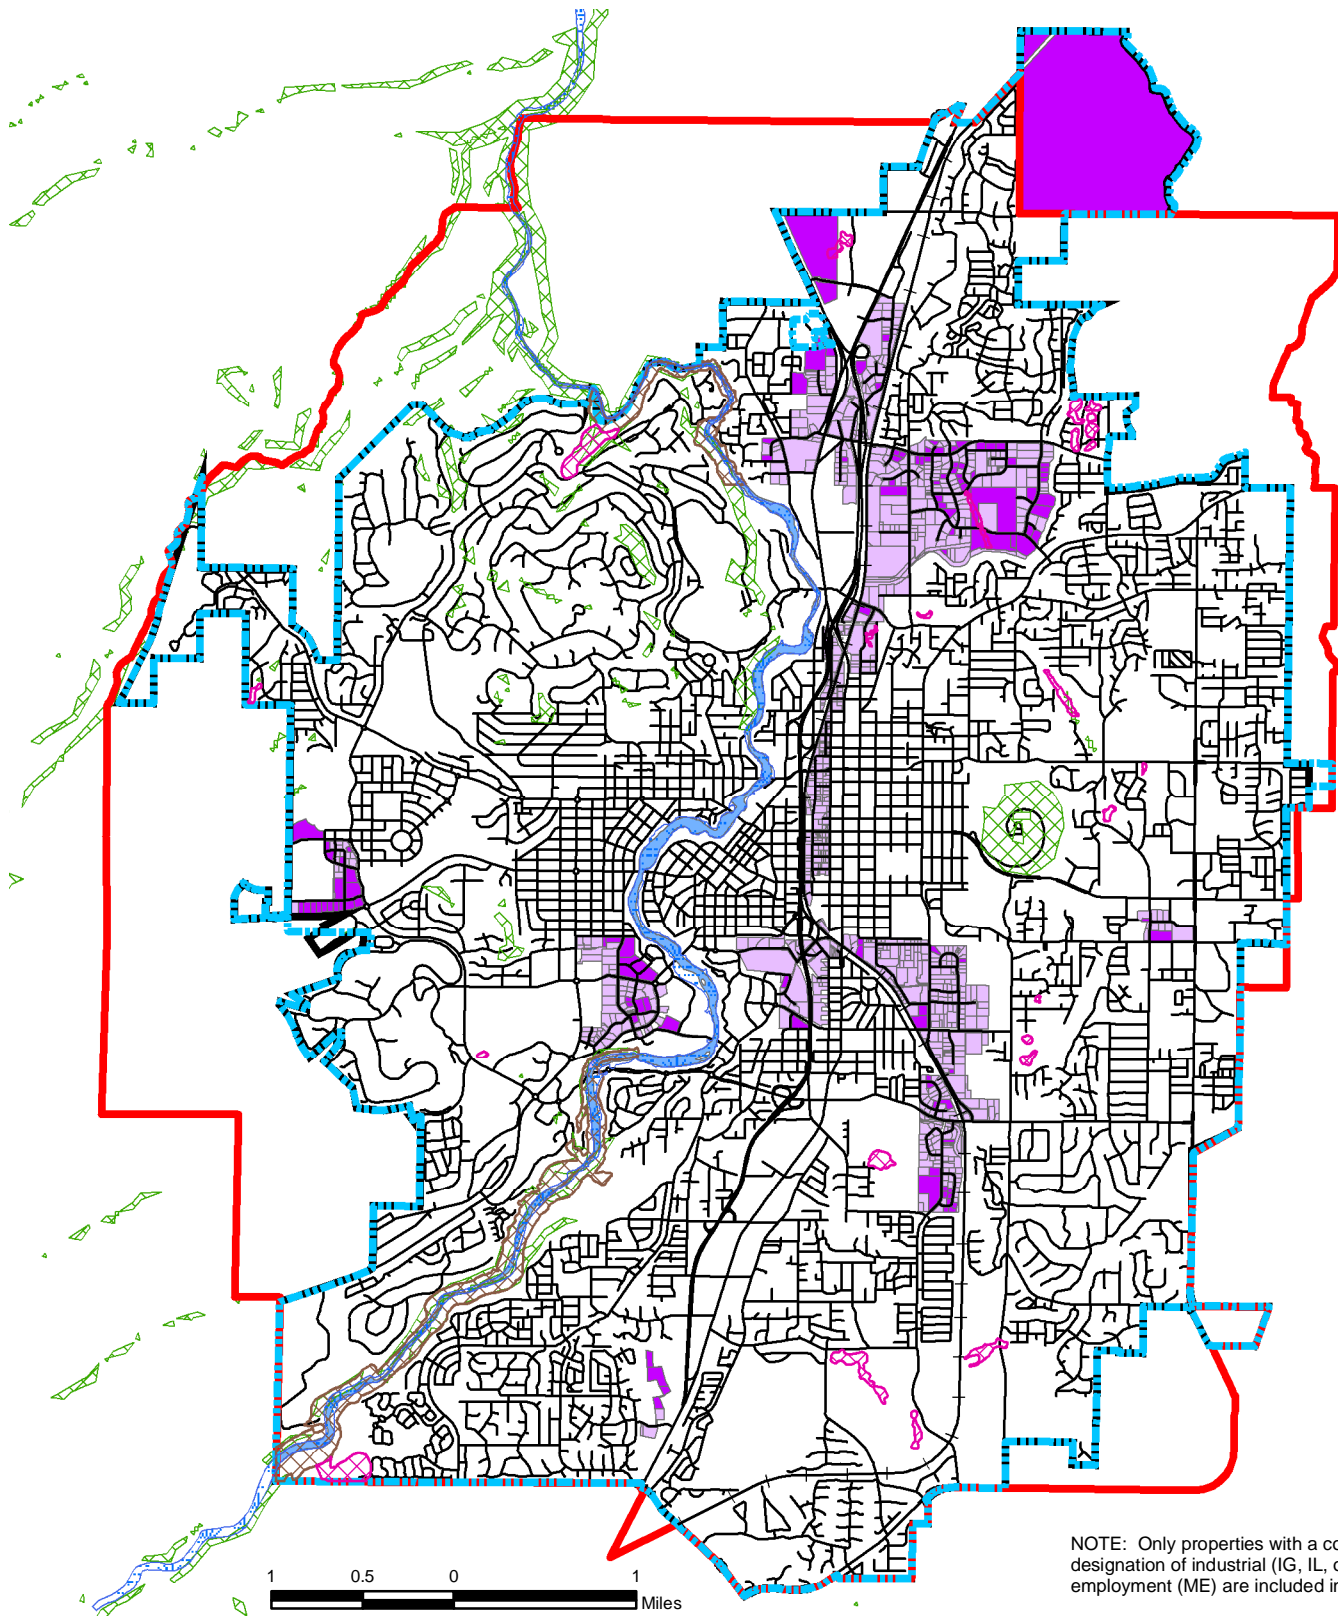 NOTE: Only properties with a
designation of industrial (IG, IL,
employment (ME) are included
1 0.5 0 1
Miles